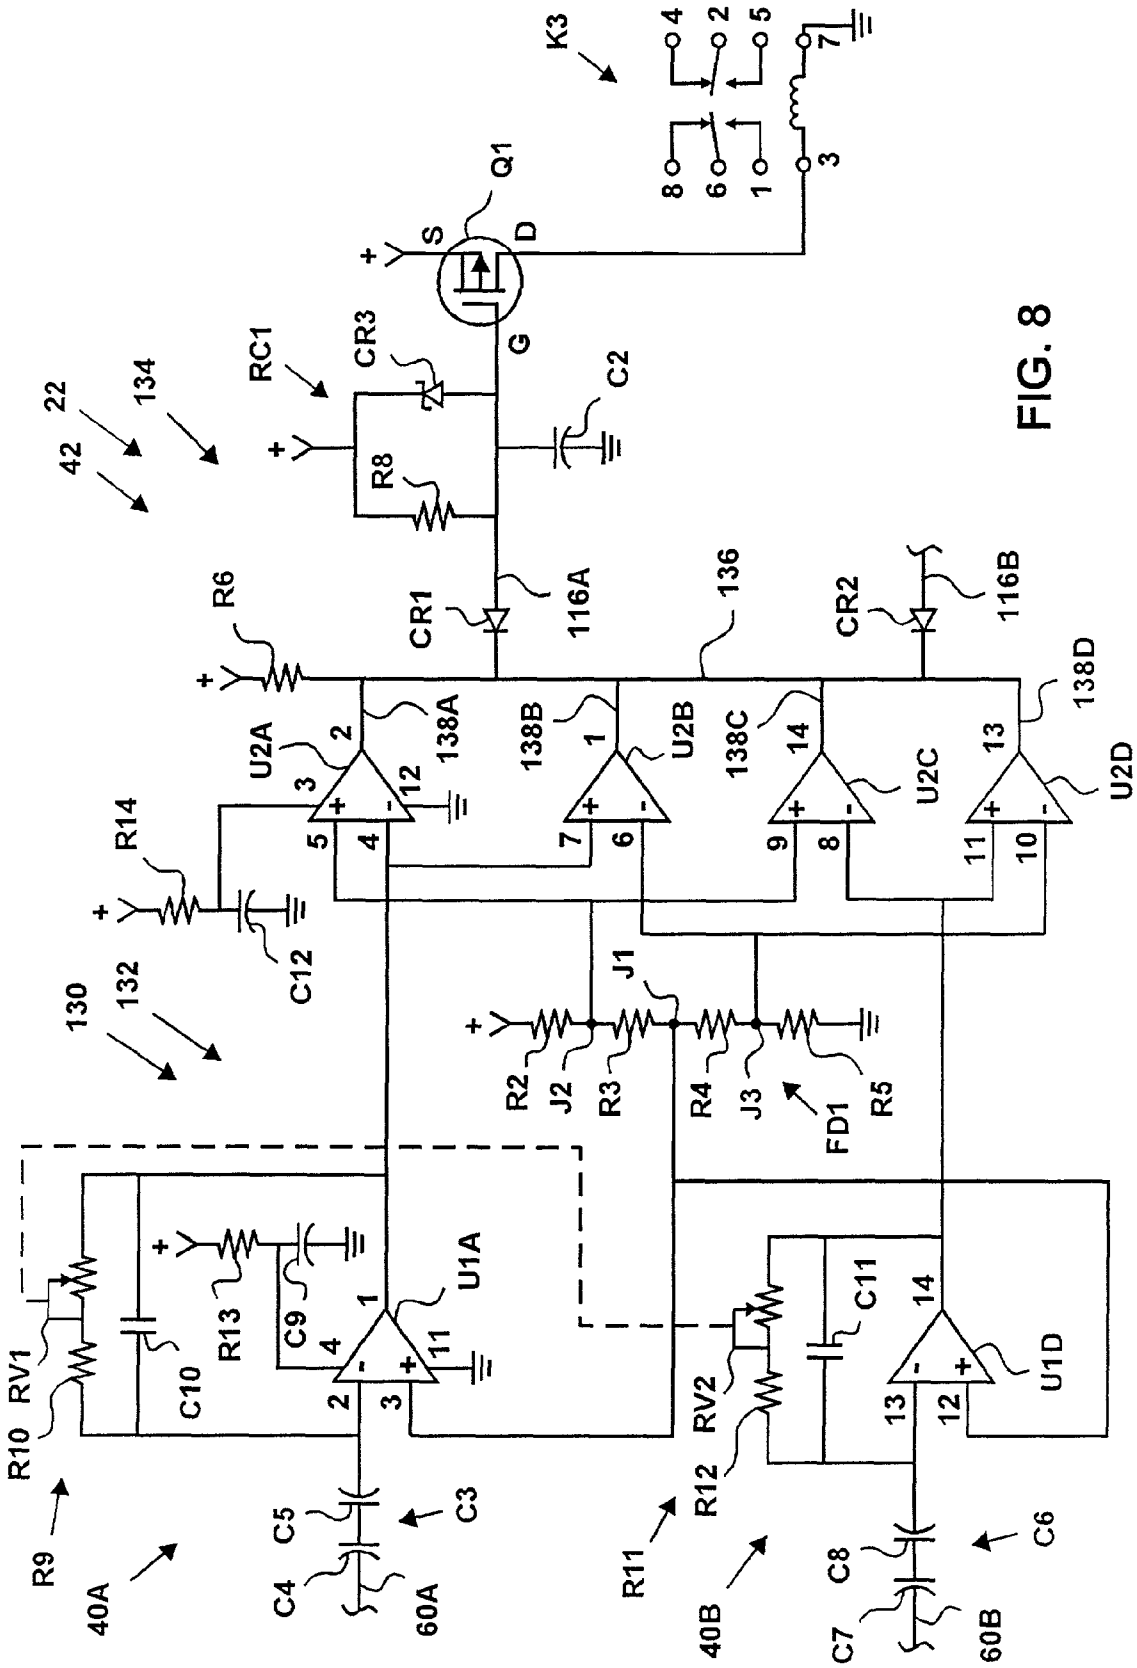 22
42
134
RC1
Q1
K3
4
2
5
8
6
1
3
7
+
S
D
G
+
CR3
R8
C2
R6
+
CR1
116A
136
CR2
116B
130
132
R14
+
C12
U2A
3
5
4
12
+
-
2
138A
138B
7
6
+
-
1
U2B
138C
9
8
+
-
14
U2C
138D
11
10
+
-
13
U2D
+
R2
J2
R3
J1
R4
J3
R5
FD1
R9
R10
RV1
C10
R13
+
C9
4
2
3
-
+
11
1
U1A
40A
C4
C5
C3
60A
R11
R12
RV2
C11
13
12
-
+
14
U1D
40B
C7
C8
C6
60B
FIG. 8